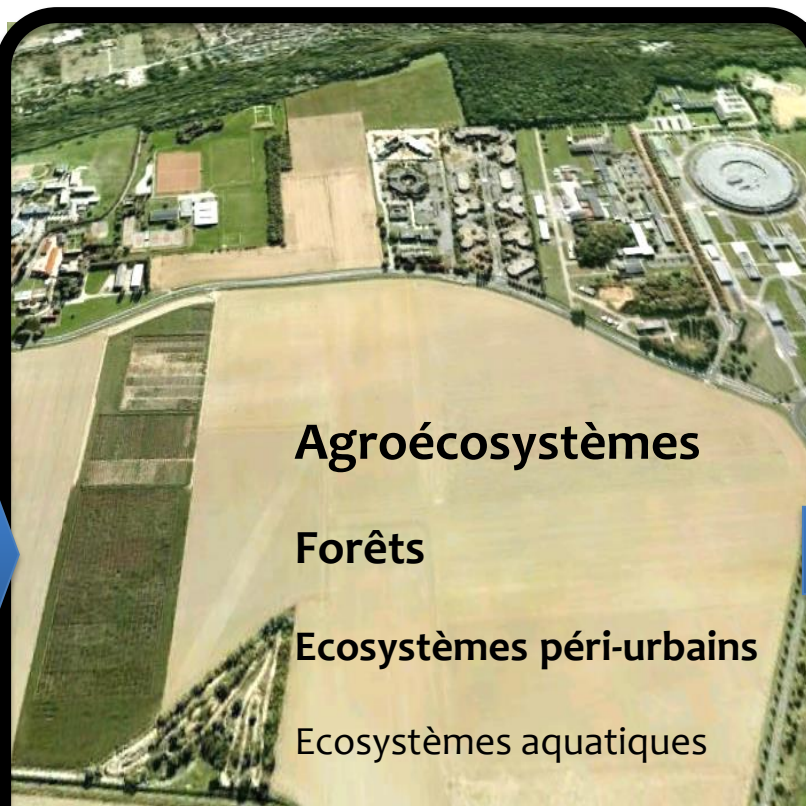 Agroécosystèmes
Forêts
Ecosystèmes péri-urbains
Ecosystèmes aquatiques